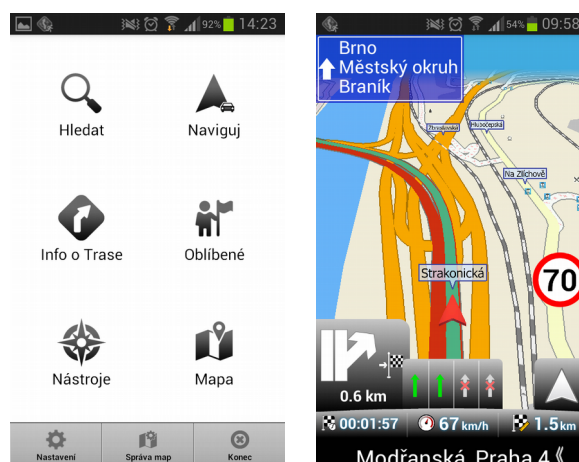 92% 14:23
Hledat
Naviguj
Info o Trase
Oblíbené
Nástroje
Mapa
Nastavení
Správa map
Konec
54% 09:58
Brno
Městský okruh
Braník
Zbraslavská
Hlubočepská
Na Zlíchově
Strakonická
70
0.6 km
00:01:57
67 km/h
1.5 km
Modřanská, Praha 4